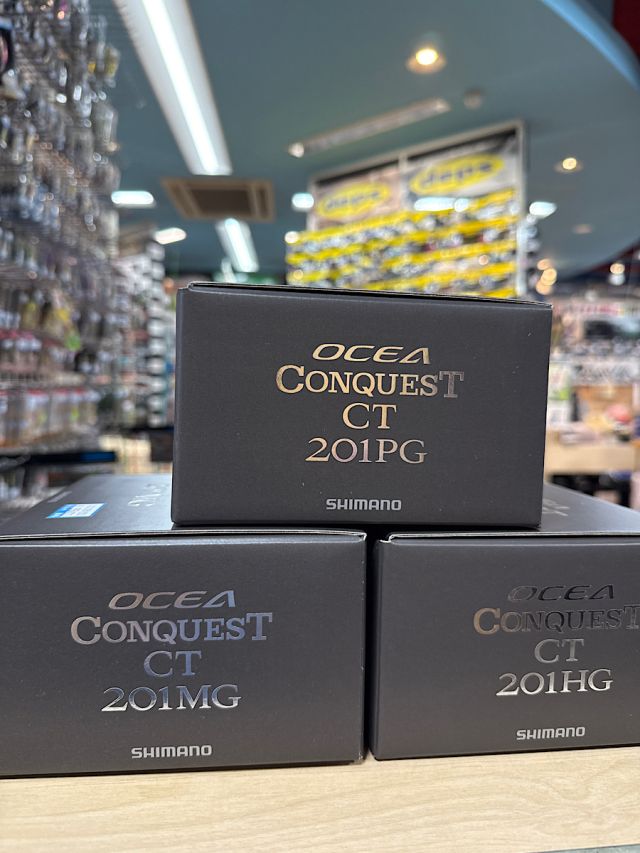 OCEA
CONQUEST
CT
201PG
SHIMANO
OCEA
CONQUEST
CT
201MG
SHIMANO
OCEA
CONQUEST
CT
201HG
SHIMANO